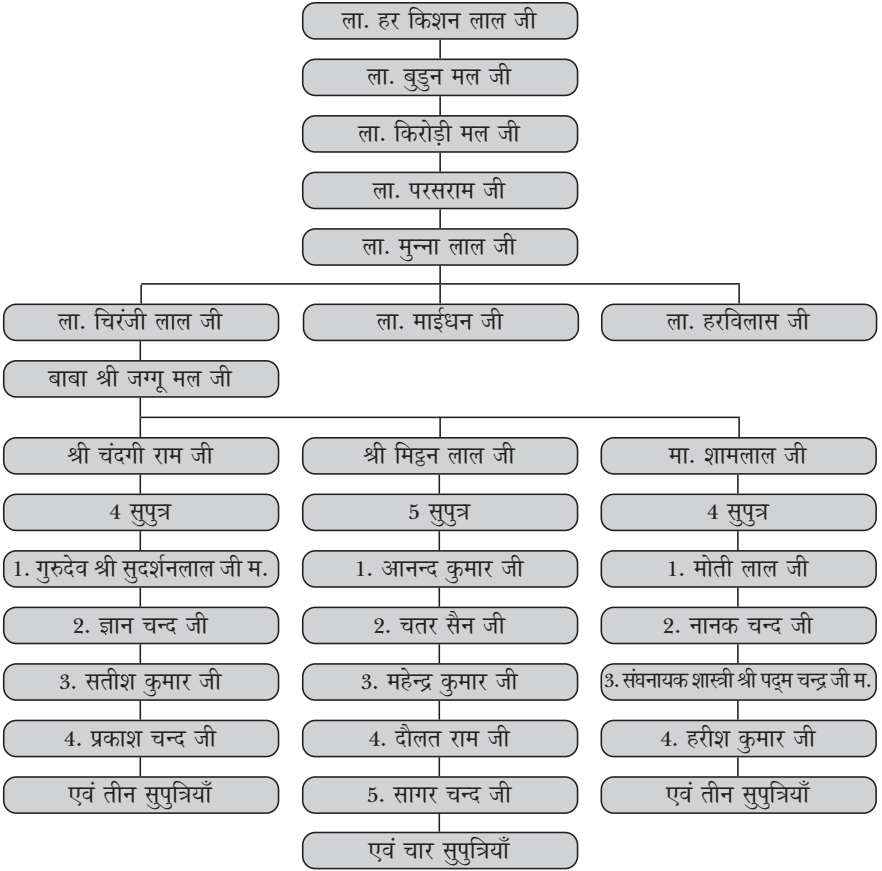 ला. हर किशन लाल जी
ला. बुडुन मल जी
ला. किरोड़ी मल जी
ला. परसराम जी
ला. मुन्ना लाल जी
ला. चिरंजी लाल जी
ला. माईधन जी
ला. हरविलास जी
बाबा श्री जग्गू मल जी
श्री चंदगी राम जी
4 सुपुत्र
1. गुरुदेव श्री सुदर्शनलाल जी म.
2. ज्ञान चन्द जी
3. सतीश कुमार जी
4. प्रकाश चन्द जी
एवं तीन सुपुत्रियाँ
श्री मिट्ठन लाल जी
5 सुपुत्र
1. आनन्द कुमार जी
2. चतर सैन जी
3. महेन्द्र कुमार जी
4. दौलत राम जी
5. सागर चन्द जी
एवं चार सुपुत्रियाँ
मा. शामलाल जी
4 सुपुत्र
1. मोती लाल जी
2. नानक चन्द जी
3. संघनायक शास्त्री श्री पद्म चन्द्र जी म.
4. हरीश कुमार जी
एवं तीन सुपुत्रियाँ